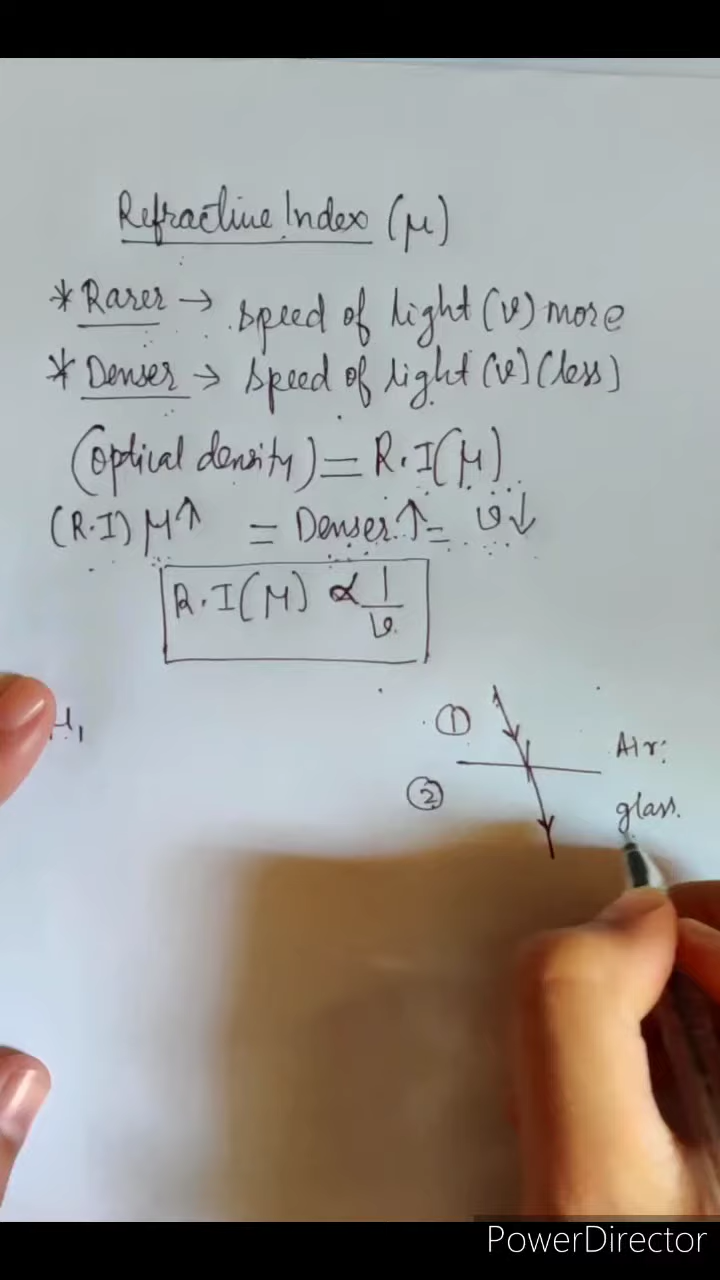 Refractive Index (μ)
* Rarer → speed of light (v) more
* Denser → speed of light (v) (less)
(optical density) = R.I (μ)
(R.I) μ↑ = Denser ↑ = v↓
R.I (μ) ∝ 1/v
μ₁
① Air
② glass
PowerDirector